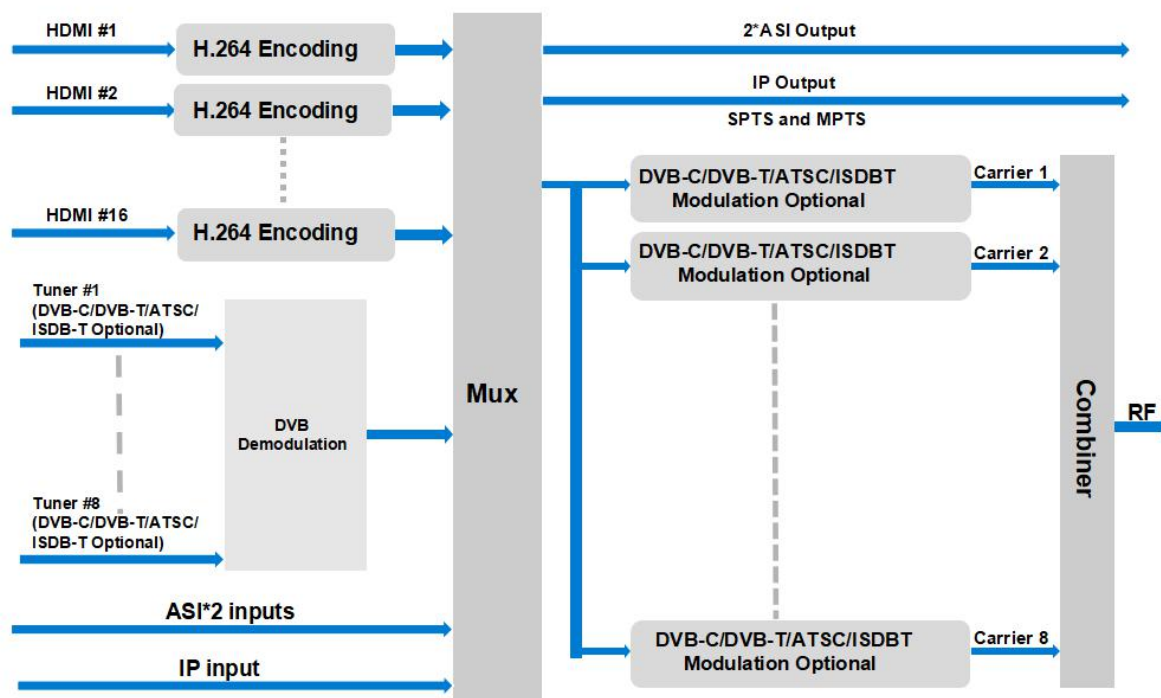 HDMI #1
H.264 Encoding
HDMI #2
H.264 Encoding
HDMI #16
H.264 Encoding
Tuner #1
(DVB-C/DVB-T/ATSC/
ISDB-T Optional)
DVB
Demodulation
Tuner #8
(DVB-C/DVB-T/ATSC/
ISDB-T Optional)
ASI*2 inputs
IP input
Mux
2*ASI Output
IP Output
SPTS and MPTS
DVB-C/DVB-T/ATSC/ISDBT
Modulation Optional
Carrier 1
DVB-C/DVB-T/ATSC/ISDBT
Modulation Optional
Carrier 2
DVB-C/DVB-T/ATSC/ISDBT
Modulation Optional
Carrier 8
Combiner
RF